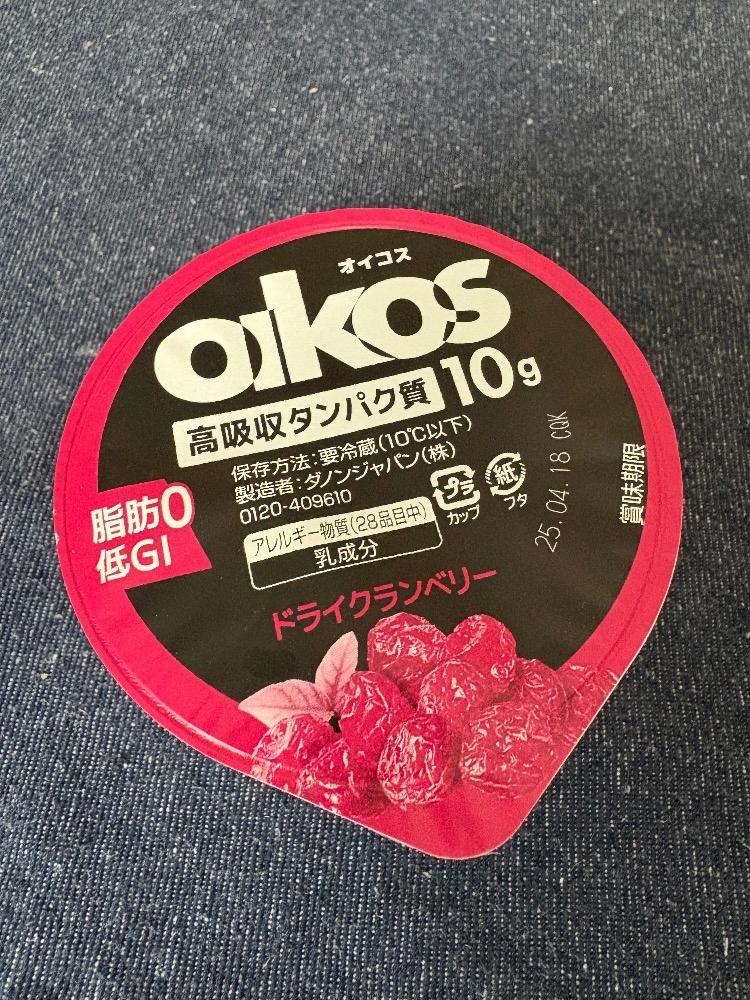 オイコス
oikos
高吸収タンパク質 10g
保存方法:要冷蔵(10℃以下)
製造者:ダノンジャパン(株)
0120-409610
アレルギー物質(28品目中)
乳成分
プラ
カップ
紙
フタ
25.04.18 CQK
賞味期限
脂肪0
低GI
ドライクランベリー